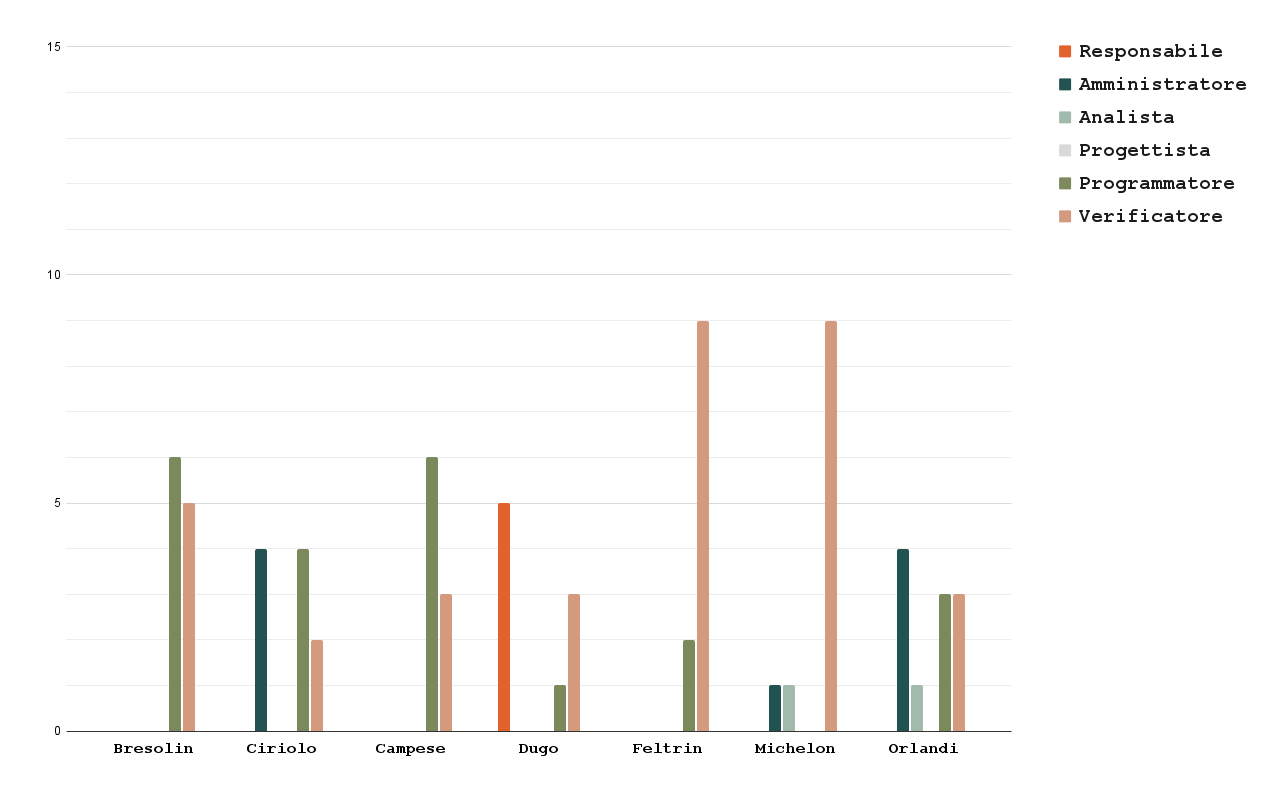 15
10
5
0
Bresolin Ciriolo Campese Dugo Feltrin Michelon Orlandi
Responsabile
Amministratore
Analista
Progettista
Programmatore
Verificatore